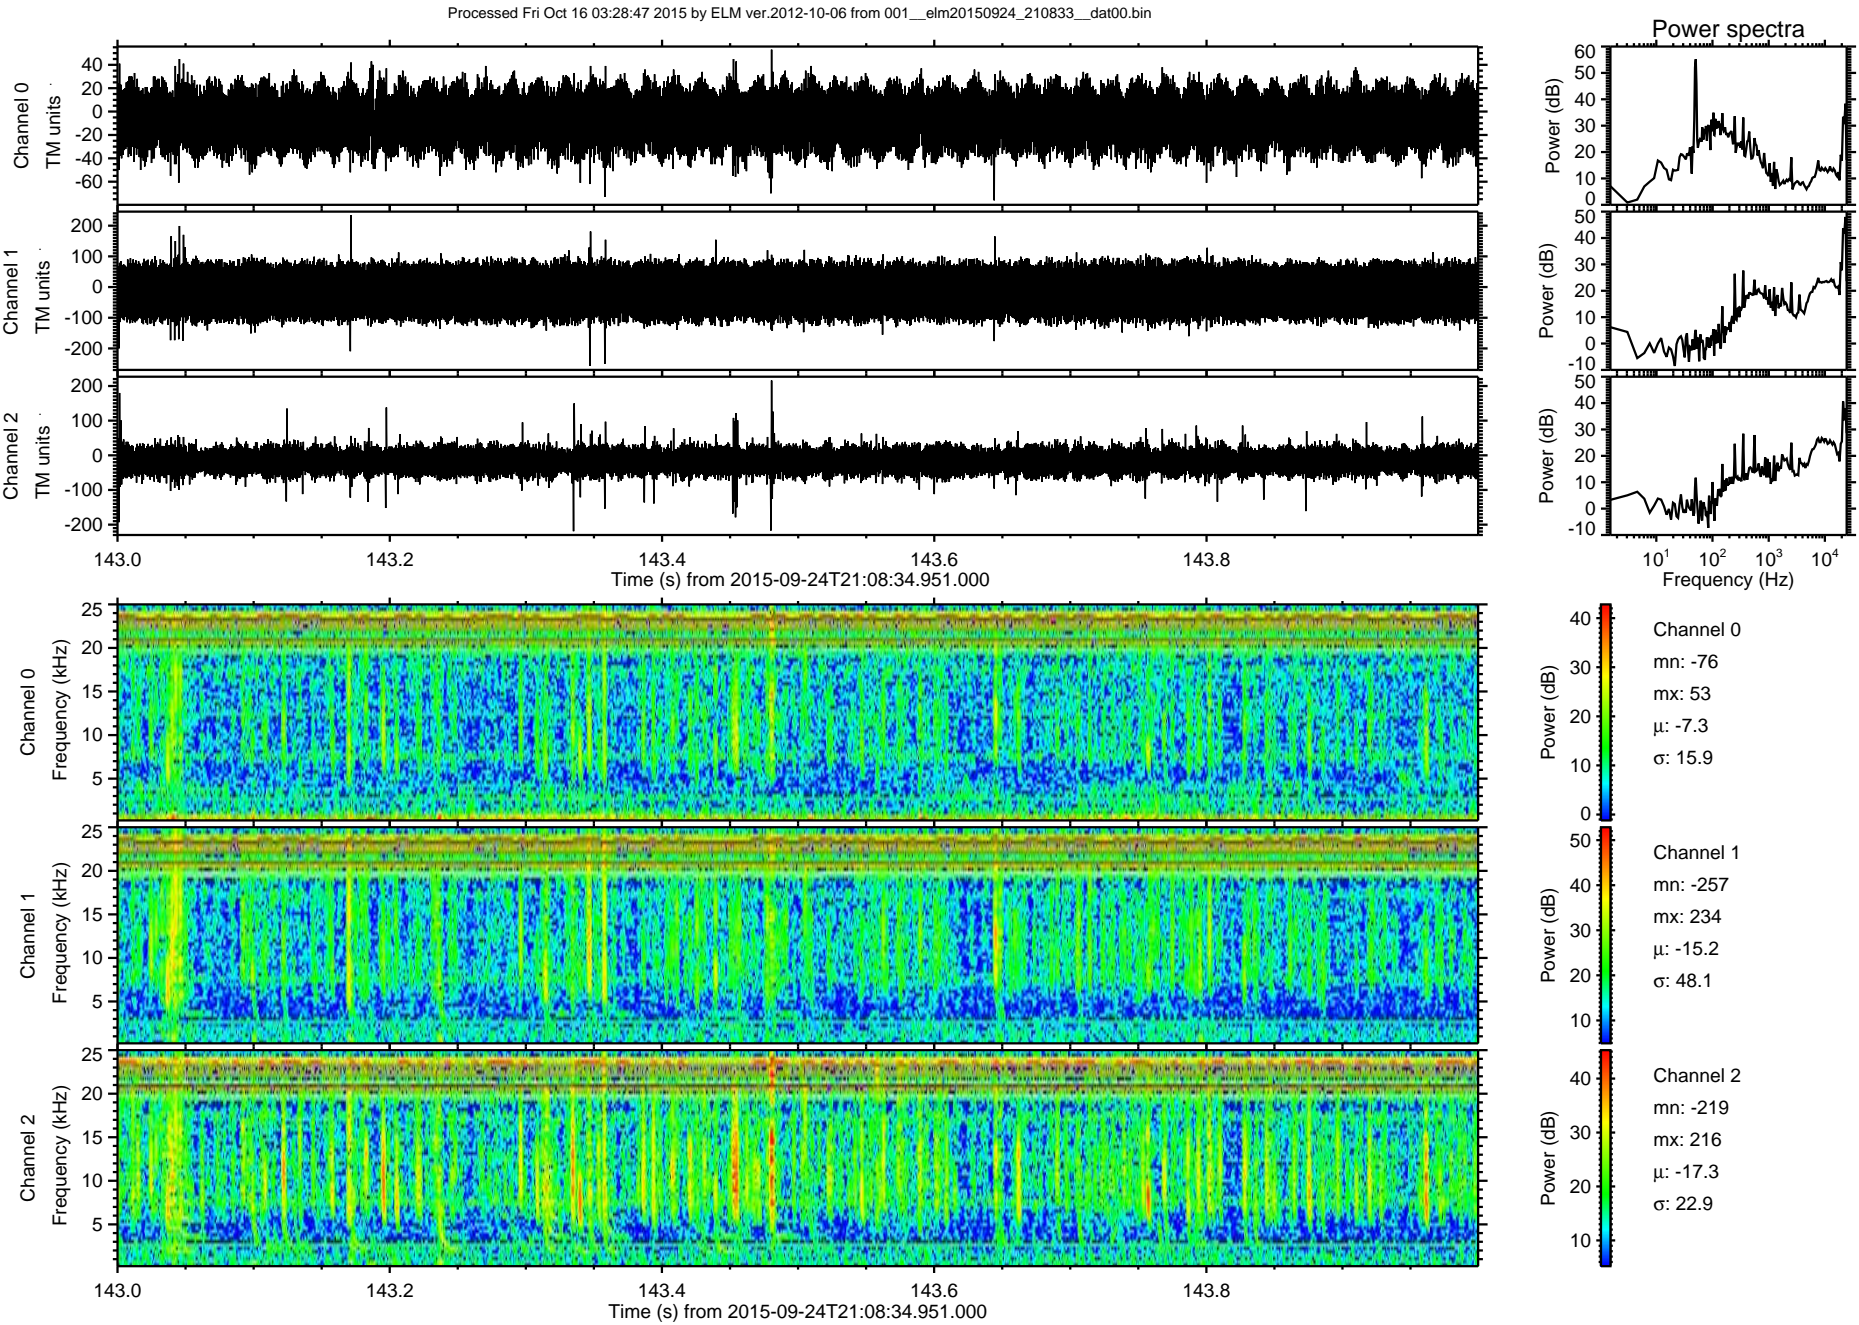 Processed Fri Oct 16 03:28:47 2015 by ELM ver.2012-10-06 from 001__elm20150924_210833__dat00.bin
Power spectra
Channel 0
TM units
40
20
0
-20
-40
-60
Power (dB)
60
50
40
30
20
10
0
Channel 1
TM units
200
100
0
-100
-200
Power (dB)
50
40
30
20
10
0
-10
Channel 2
TM units
200
100
0
-100
-200
Power (dB)
50
40
30
20
10
0
-10
143.0 143.2 143.4 143.6 143.8
Time (s) from 2015-09-24T21:08:34.951.000
10^1 10^2 10^3 10^4
Frequency (Hz)
Channel 0
Frequency (kHz)
25
20
15
10
5
Power (dB)
40
30
20
10
0
Channel 0
mn: -76
mx: 53
μ: -7.3
σ: 15.9
Channel 1
Frequency (kHz)
25
20
15
10
5
Power (dB)
50
40
30
20
10
Channel 1
mn: -257
mx: 234
μ: -15.2
σ: 48.1
Channel 2
Frequency (kHz)
25
20
15
10
5
Power (dB)
40
30
20
10
Channel 2
mn: -219
mx: 216
μ: -17.3
σ: 22.9
143.0 143.2 143.4 143.6 143.8
Time (s) from 2015-09-24T21:08:34.951.000